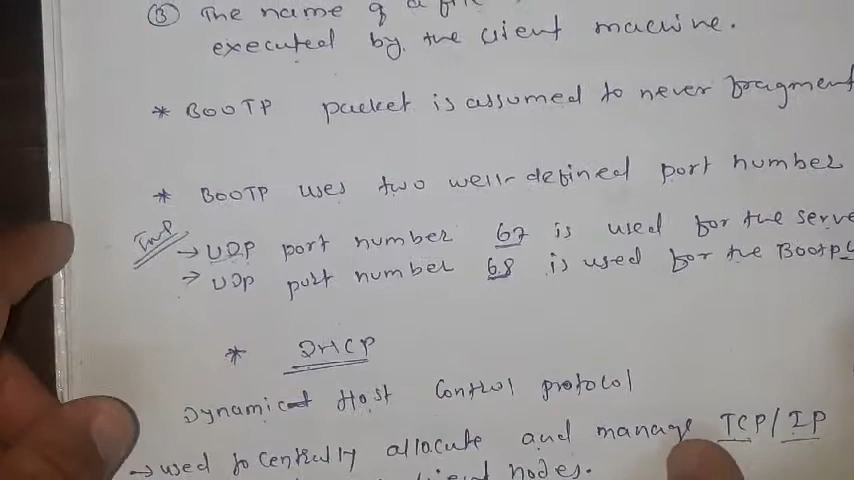 ③ The name of a
executed by the client machine.
* BOOTP packet is assumed to never fragment
* BOOTP uses two well-defined port number
Imp
→ UDP port number 67 is used for the serve
→ UDP port number 68 is used for the Bootp
* DHCP
Dynamic Host Control protocol
→ used to centrally allocate and manage TCP/IP
client nodes.